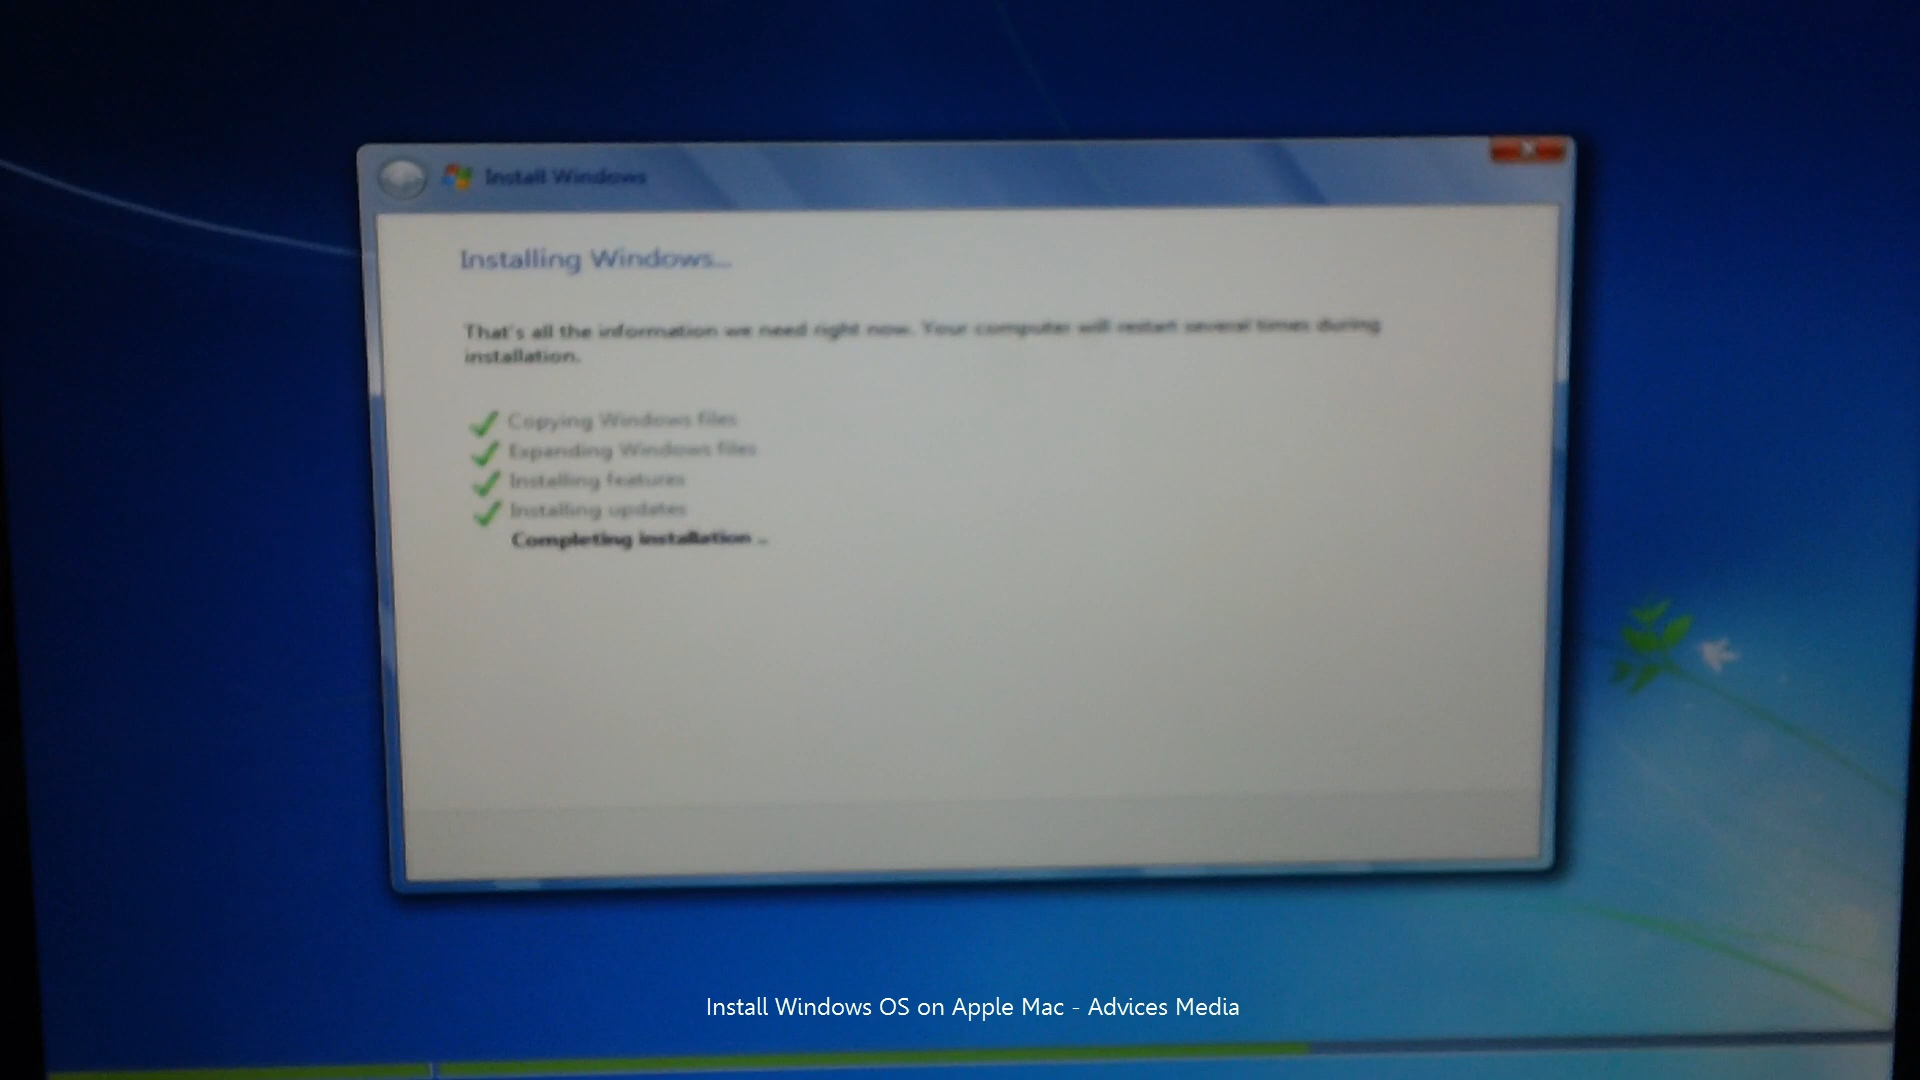 Install Windows
Installing Windows...
That's all the information we need right now. Your computer will restart several times during
installation.
Copying Windows files
Expanding Windows files
Installing features
Installing updates
Completing installation ..
Install Windows OS on Apple Mac - Advices Media